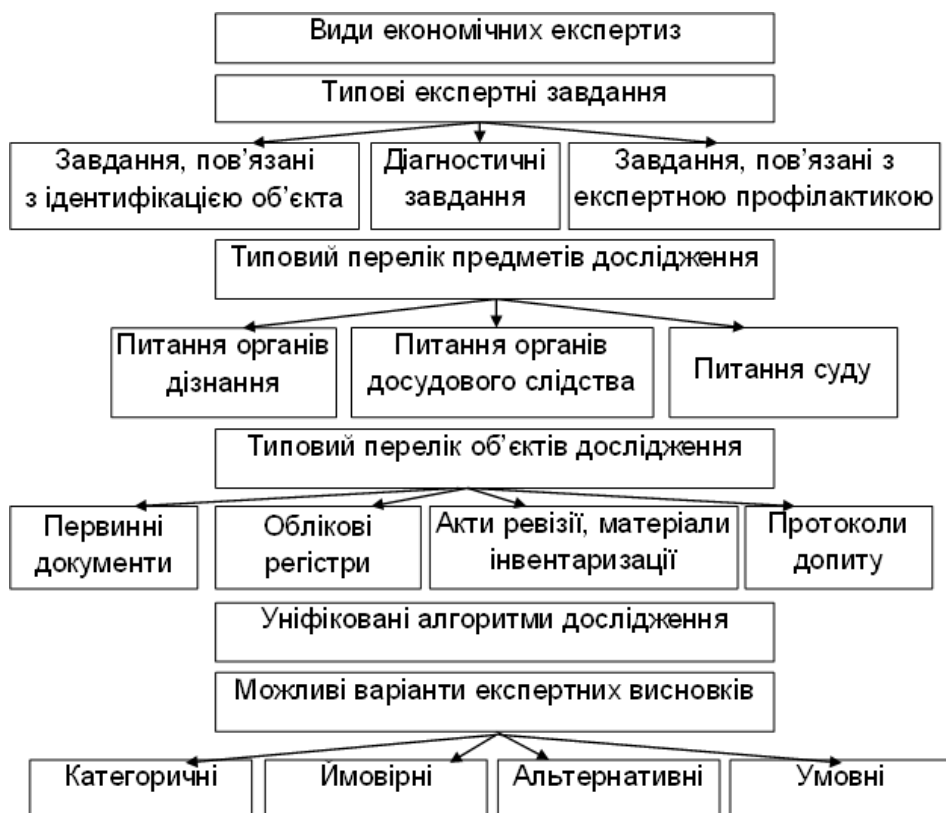 Види економічних експертиз
Типові експертні завдання
Завдання, пов’язані
з ідентифікацією об’єкта
Діагностичні
завдання
Завдання, пов’язані з
експертною профілактикою
Типовий перелік предметів дослідження
Питання органів
дізнання
Питання органів
досудового слідства
Питання суду
Типовий перелік об’єктів дослідження
Первинні
документи
Облікові
регістри
Акти ревізії, матеріали
інвентаризації
Протоколи
допиту
Уніфіковані алгоритми дослідження
Можливі варіанти експертних висновків
Категоричні
Ймовірні
Альтернативні
Умовні